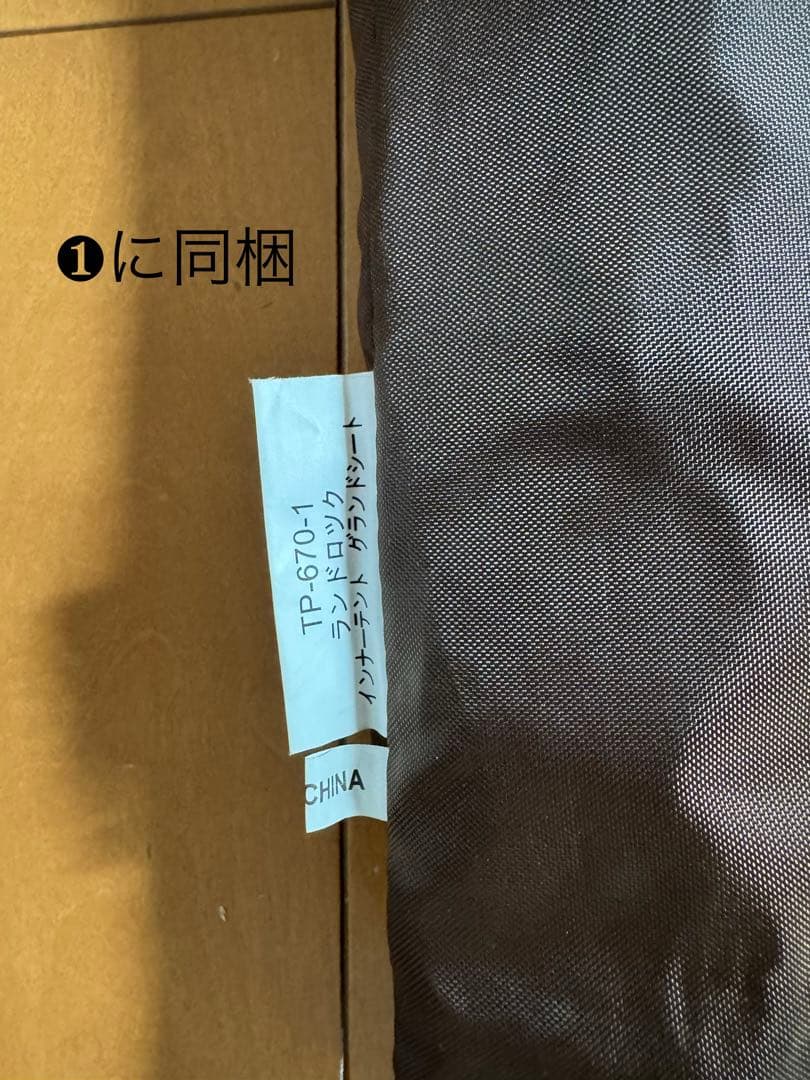 ❶に同梱
TP-670-1
ランドロック
インナーテント グランドシート
CHINA